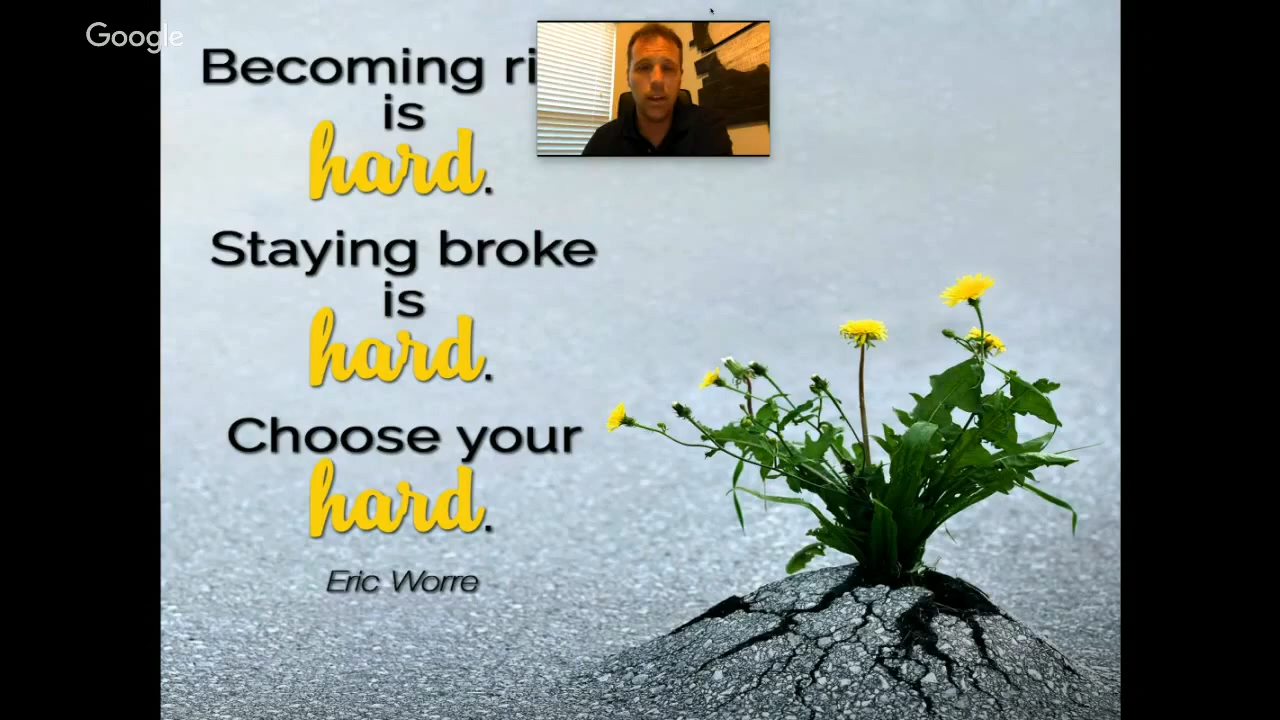 Google
Becoming ri
is
hard.
Staying broke
is
hard.
Choose your
hard.
Eric Worre